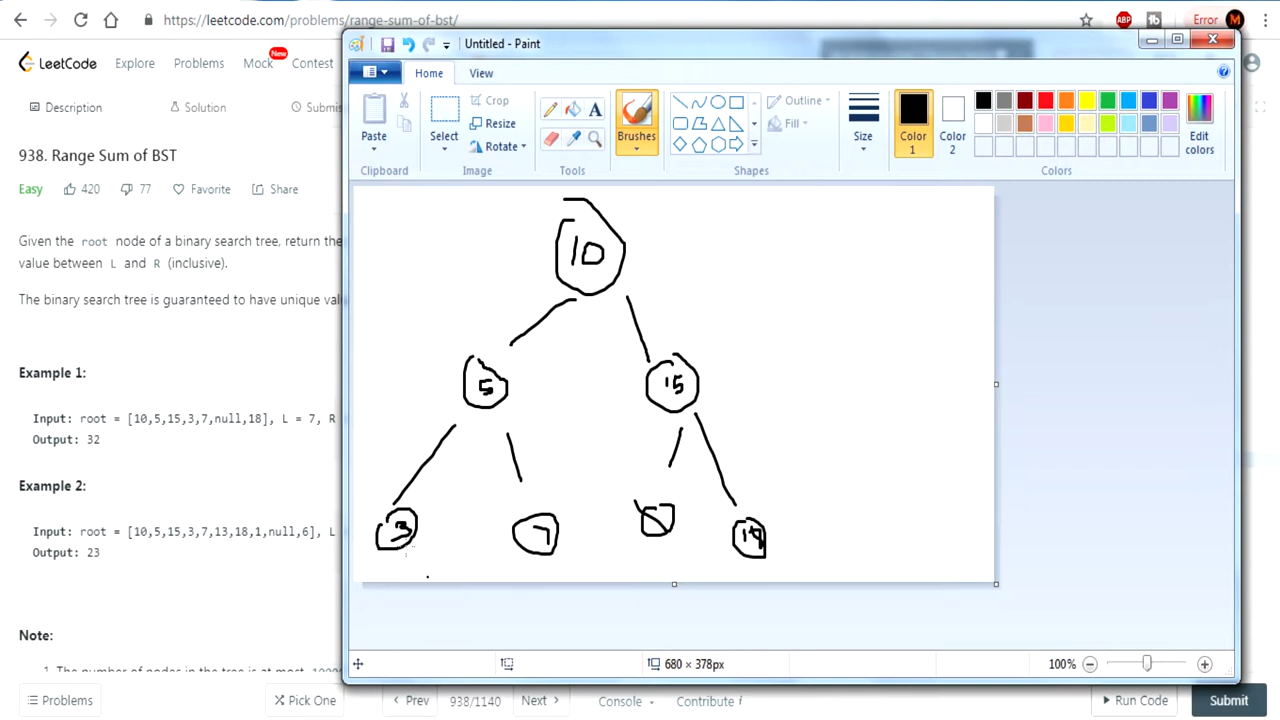 https://leetcode.com/problems/range-sum-of-bst/
ABP
Error
M
Untitled - Paint
LeetCode
Explore
Problems
Mock
New
Contest
Home
View
Description
Solution
Submis
Paste
Select
Crop
Resize
Rotate
A
Brushes
Outline
Fill
Size
Color 1
Color 2
Edit colors
Clipboard
Image
Tools
Shapes
Colors
938. Range Sum of BST
Easy
420
77
Favorite
Share
Given the root node of a binary search tree, return the
value between L and R (inclusive).
The binary search tree is guaranteed to have unique val
Example 1:
Input: root = [10,5,15,3,7,null,18], L = 7, R
Output: 32
Example 2:
Input: root = [10,5,15,3,7,13,18,1,null,6], L
Output: 23
Note:
10
5
15
3
7
680 × 378px
100%
Problems
Pick One
Prev
938/1140
Next
Console
Contribute i
Run Code
Submit